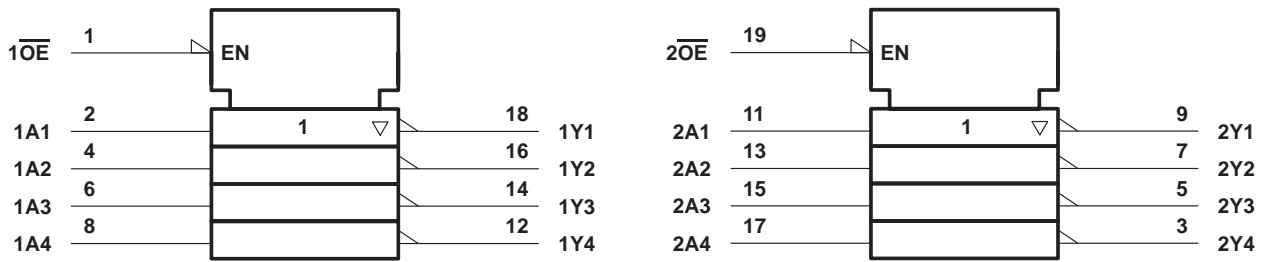 1OE 1 EN
1A1 2 1 ▽ 18 1Y1
1A2 4 16 1Y2
1A3 6 14 1Y3
1A4 8 12 1Y4
2OE 19 EN
2A1 11 1 ▽ 9 2Y1
2A2 13 7 2Y2
2A3 15 5 2Y3
2A4 17 3 2Y4